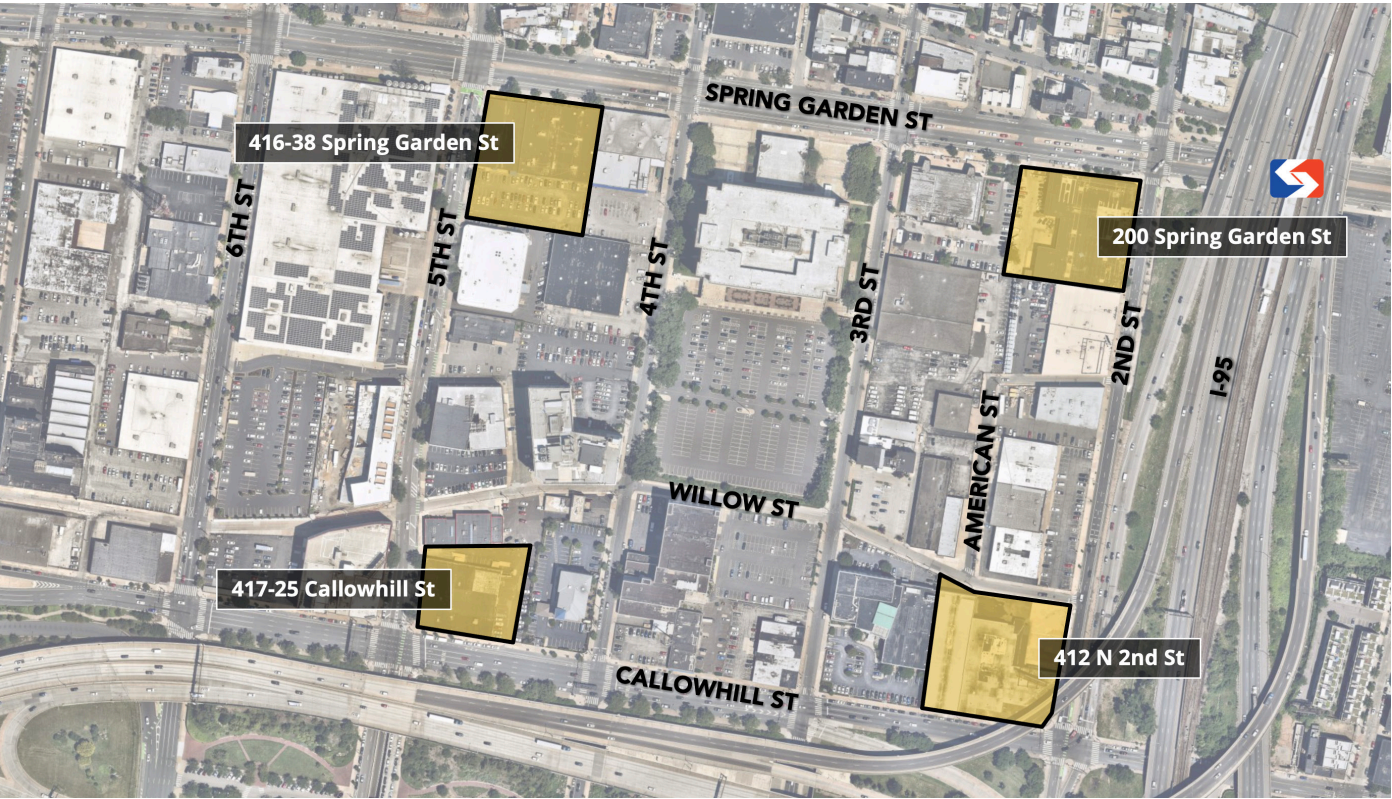 SPRING GARDEN ST
416-38 Spring Garden St
6TH ST
5TH ST
4TH ST
3RD ST
200 Spring Garden St
2ND ST
I-95
AMERICAN ST
WILLOW ST
417-25 Callowhill St
412 N 2nd St
CALLOWHILL ST